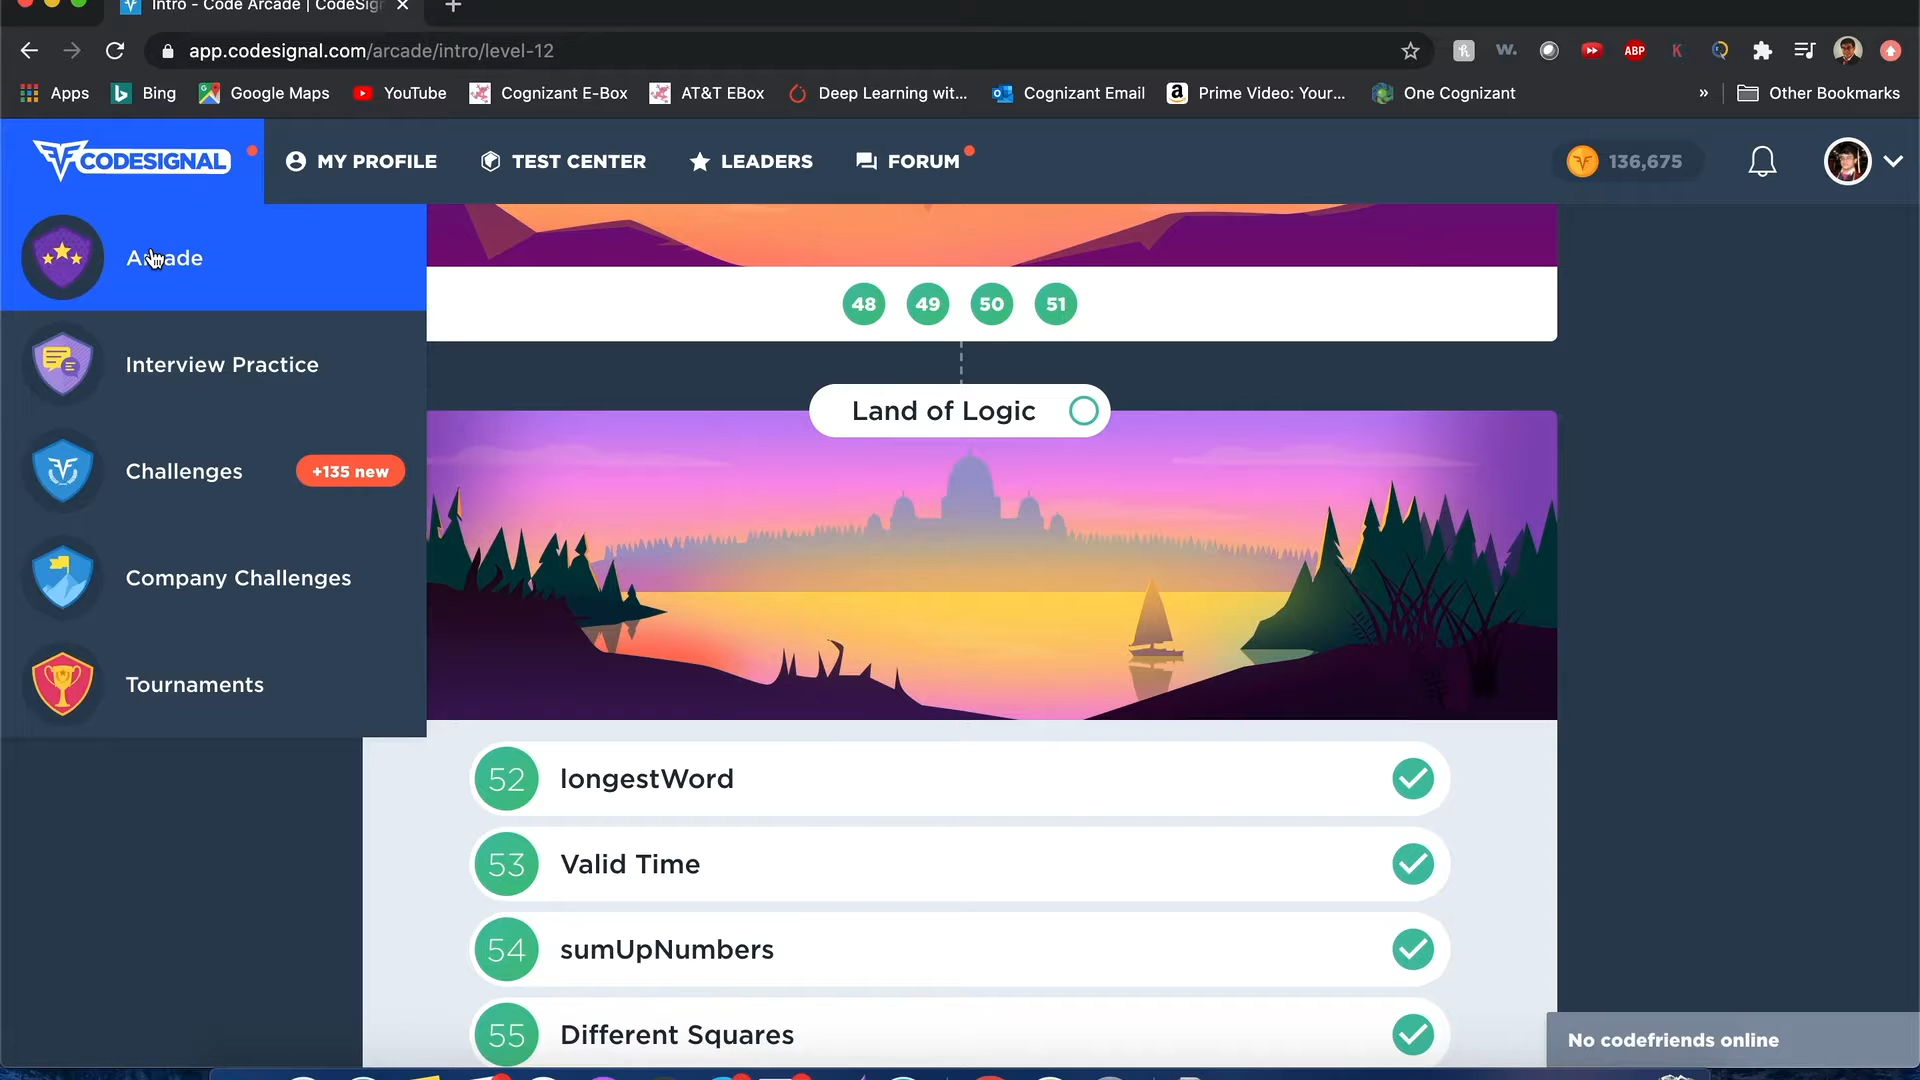 Intro - Code Arcade | CodeSign
app.codesignal.com/arcade/intro/level-12
w. ABP K
Apps Bing Google Maps YouTube Cognizant E-Box AT&T EBox Deep Learning wit... Cognizant Email Prime Video: Your... One Cognizant » Other Bookmarks
CODESIGNAL MY PROFILE TEST CENTER LEADERS FORUM 136,675
Arcade
Interview Practice
Challenges +135 new
Company Challenges
Tournaments
48 49 50 51
Land of Logic
52 longestWord
53 Valid Time
54 sumUpNumbers
55 Different Squares
No codefriends online